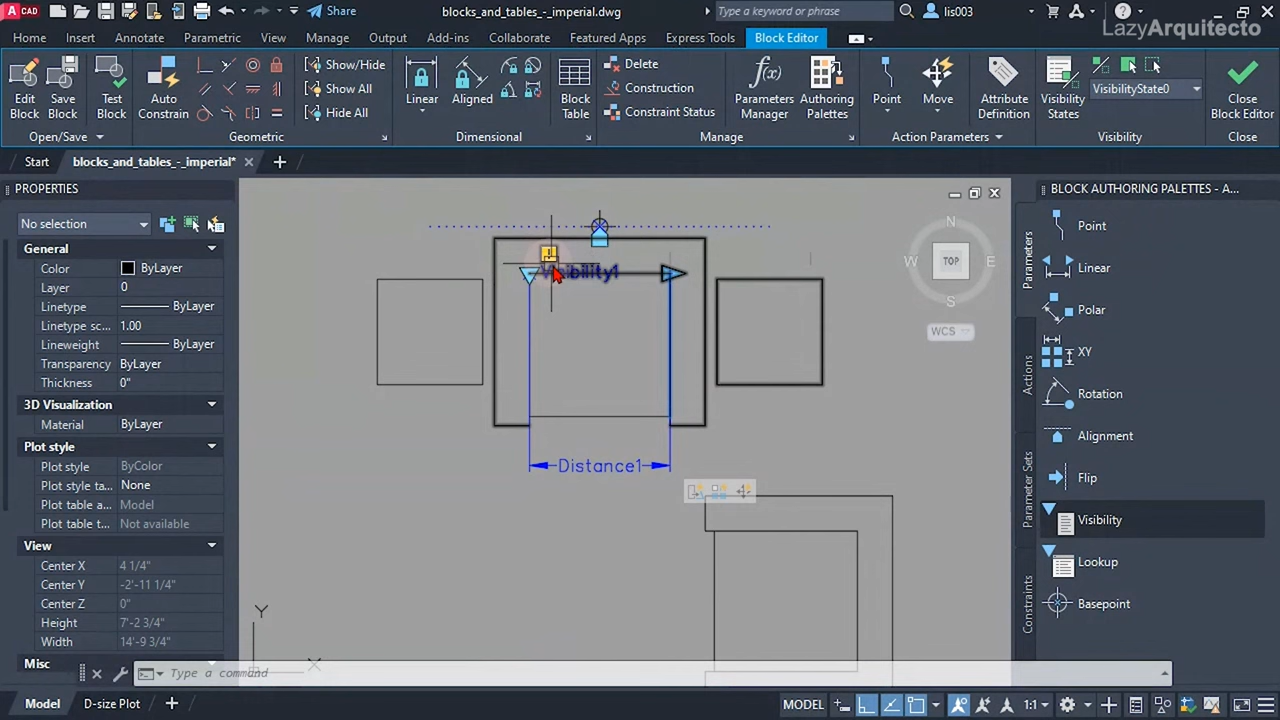 A CAD
Share
blocks_and_tables_-_imperial.dwg
Type a keyword or phrase
lis003
LazyArquitecto
Home
Insert
Annotate
Parametric
View
Manage
Output
Add-ins
Collaborate
Featured Apps
Express Tools
Block Editor
Edit Block
Save Block
Test Block
Auto Constrain
Show/Hide
Show All
Hide All
Linear
Aligned
Block Table
Delete
Construction
Constraint Status
f(x)
Parameters Manager
Authoring Palettes
Point
Move
Attribute Definition
Visibility States
VisibilityState0
Close Block Editor
Open/Save
Geometric
Dimensional
Manage
Action Parameters
Visibility
Close
Start
blocks_and_tables_-_imperial*
PROPERTIES
No selection
General
Color ByLayer
Layer 0
Linetype ByLayer
Linetype sc... 1.00
Lineweight ByLayer
Transparency ByLayer
Thickness 0"
3D Visualization
Material ByLayer
Plot style
Plot style ByColor
Plot style ta... None
Plot table a... Model
Plot table t... Not available
View
Center X 4 1/4"
Center Y -2'-11 1/4"
Center Z 0"
Height 7'-2 3/4"
Width 14'-9 3/4"
Misc
Visibility1
Distance1
N
W
TOP
E
S
WCS
Y
X
Type a command
BLOCK AUTHORING PALETTES - A...
Parameters
Actions
Parameter Sets
Constraints
Point
Linear
Polar
XY
Rotation
Alignment
Flip
Visibility
Lookup
Basepoint
Model
D-size Plot
MODEL
1:1